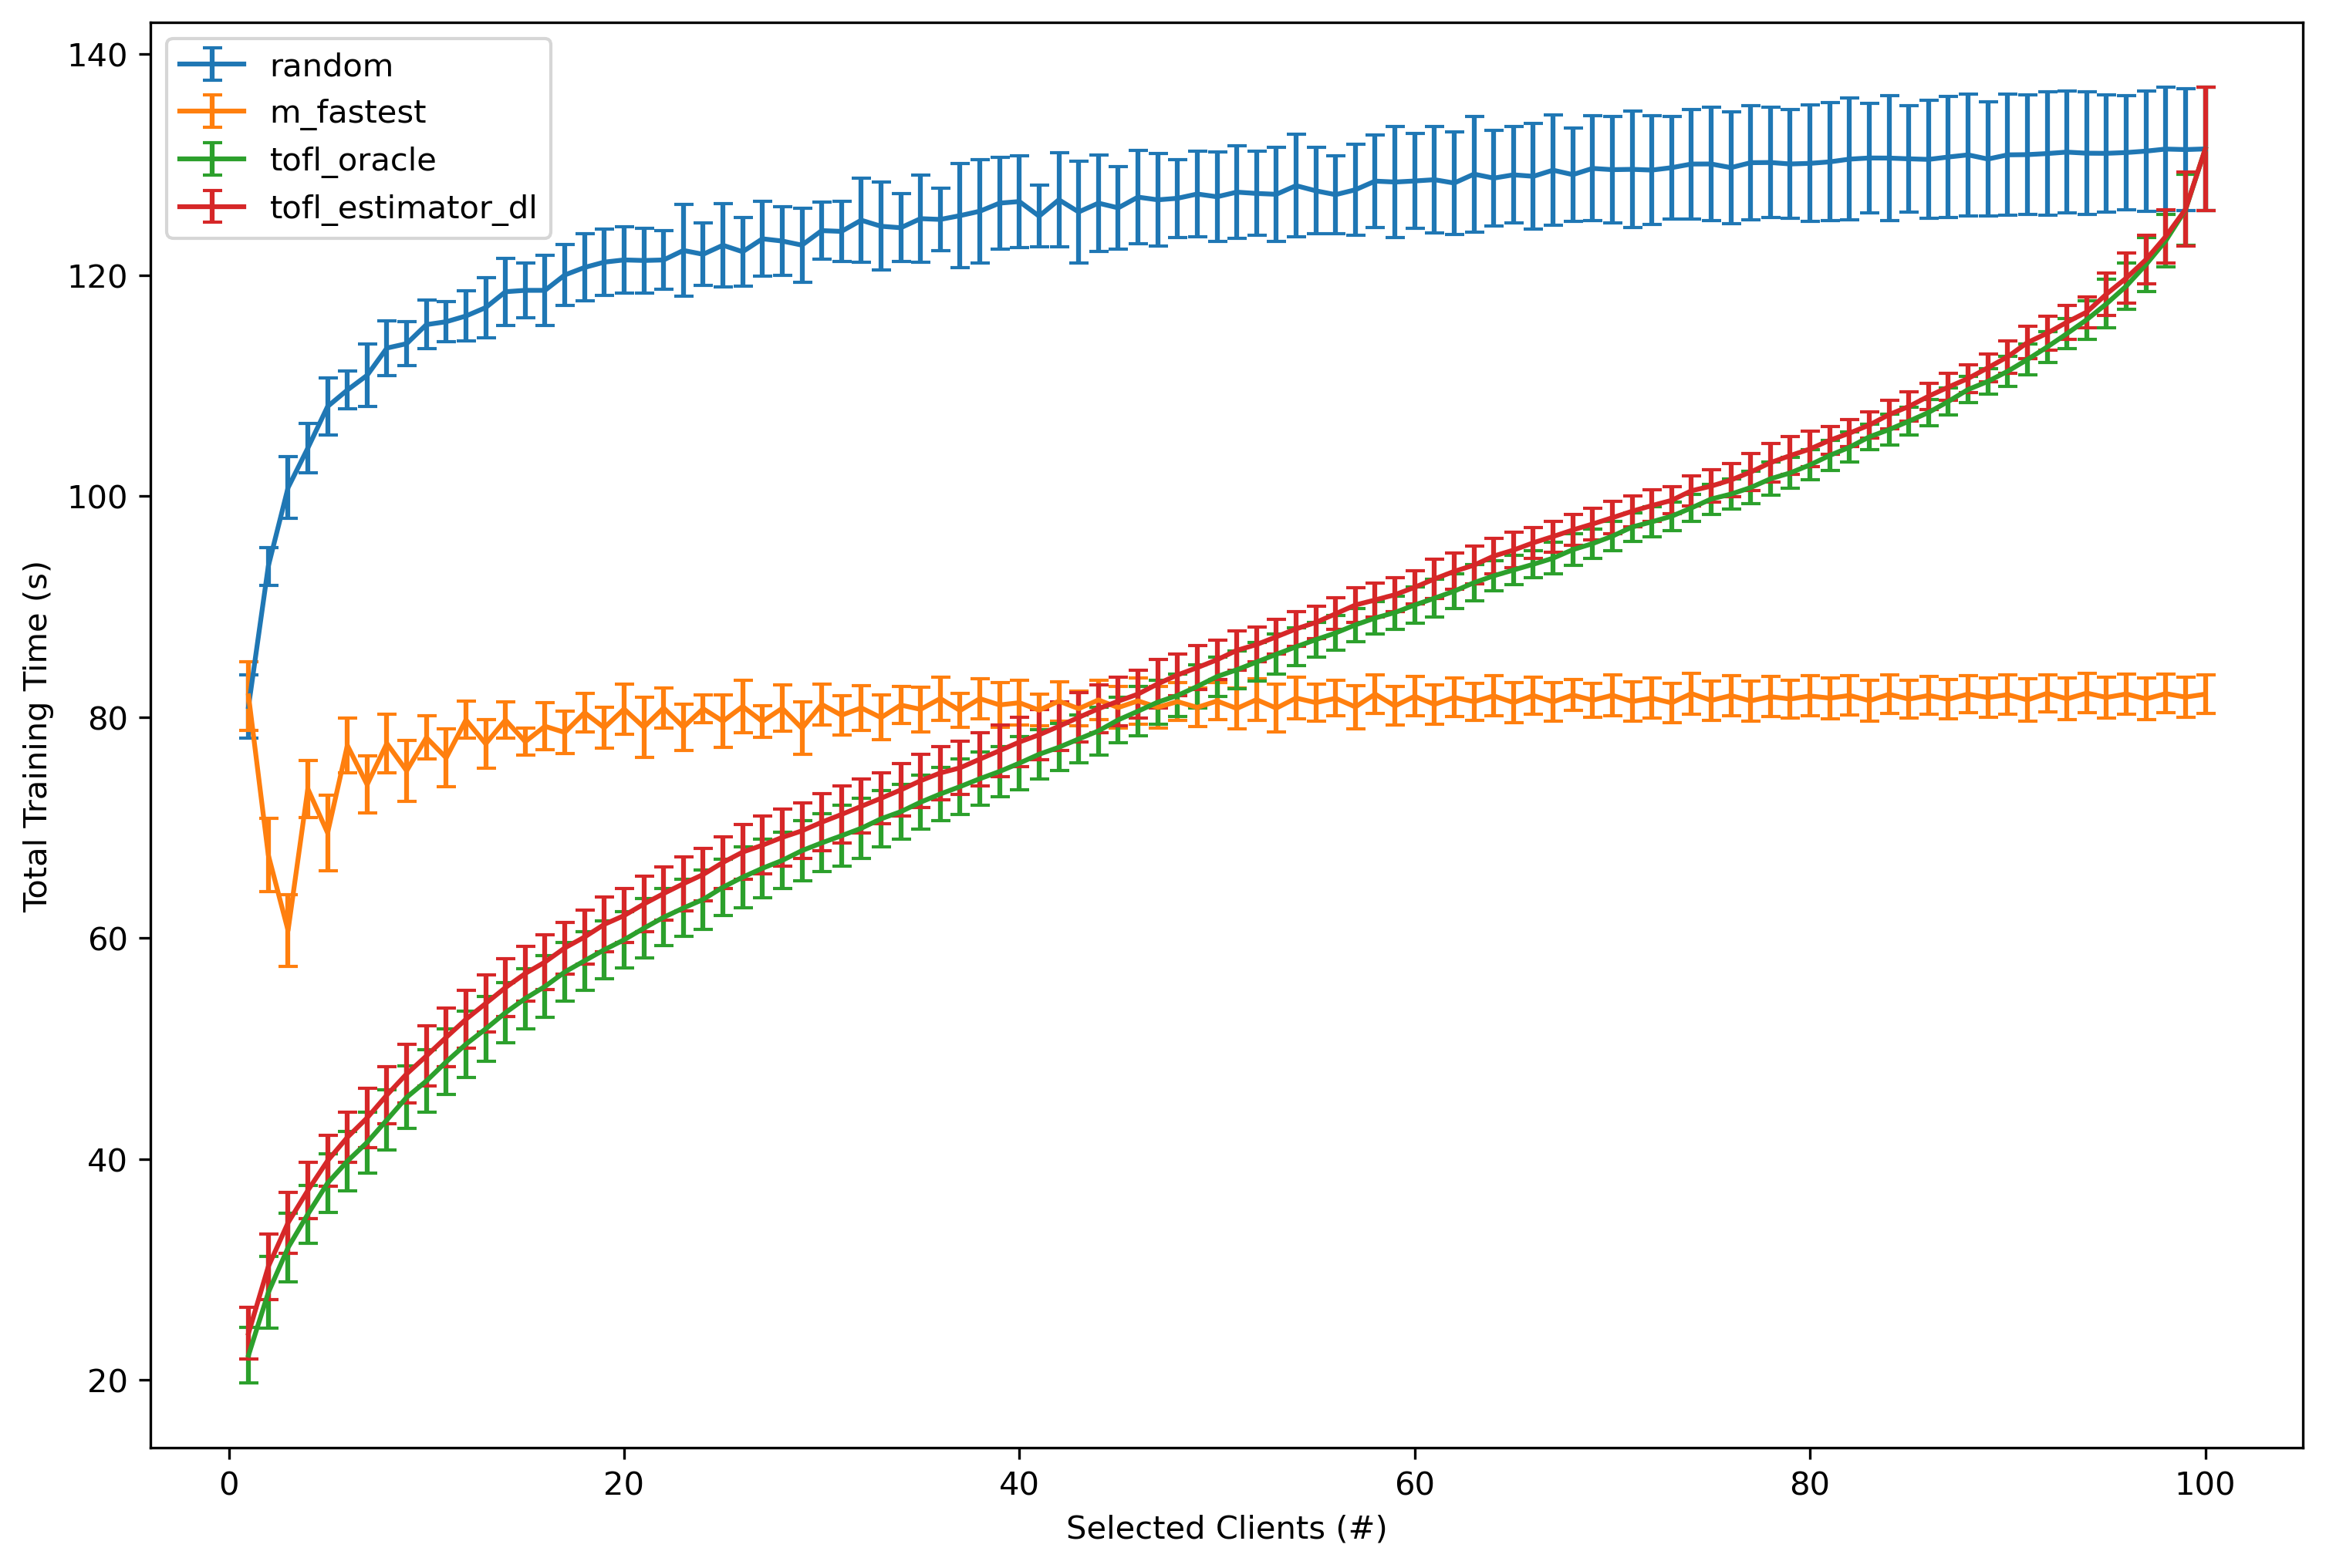 random
m_fastest
tofl_oracle
tofl_estimator_dl
140
120
100
80
60
40
20
Total Training Time (s)
0 20 40 60 80 100
Selected Clients (#)